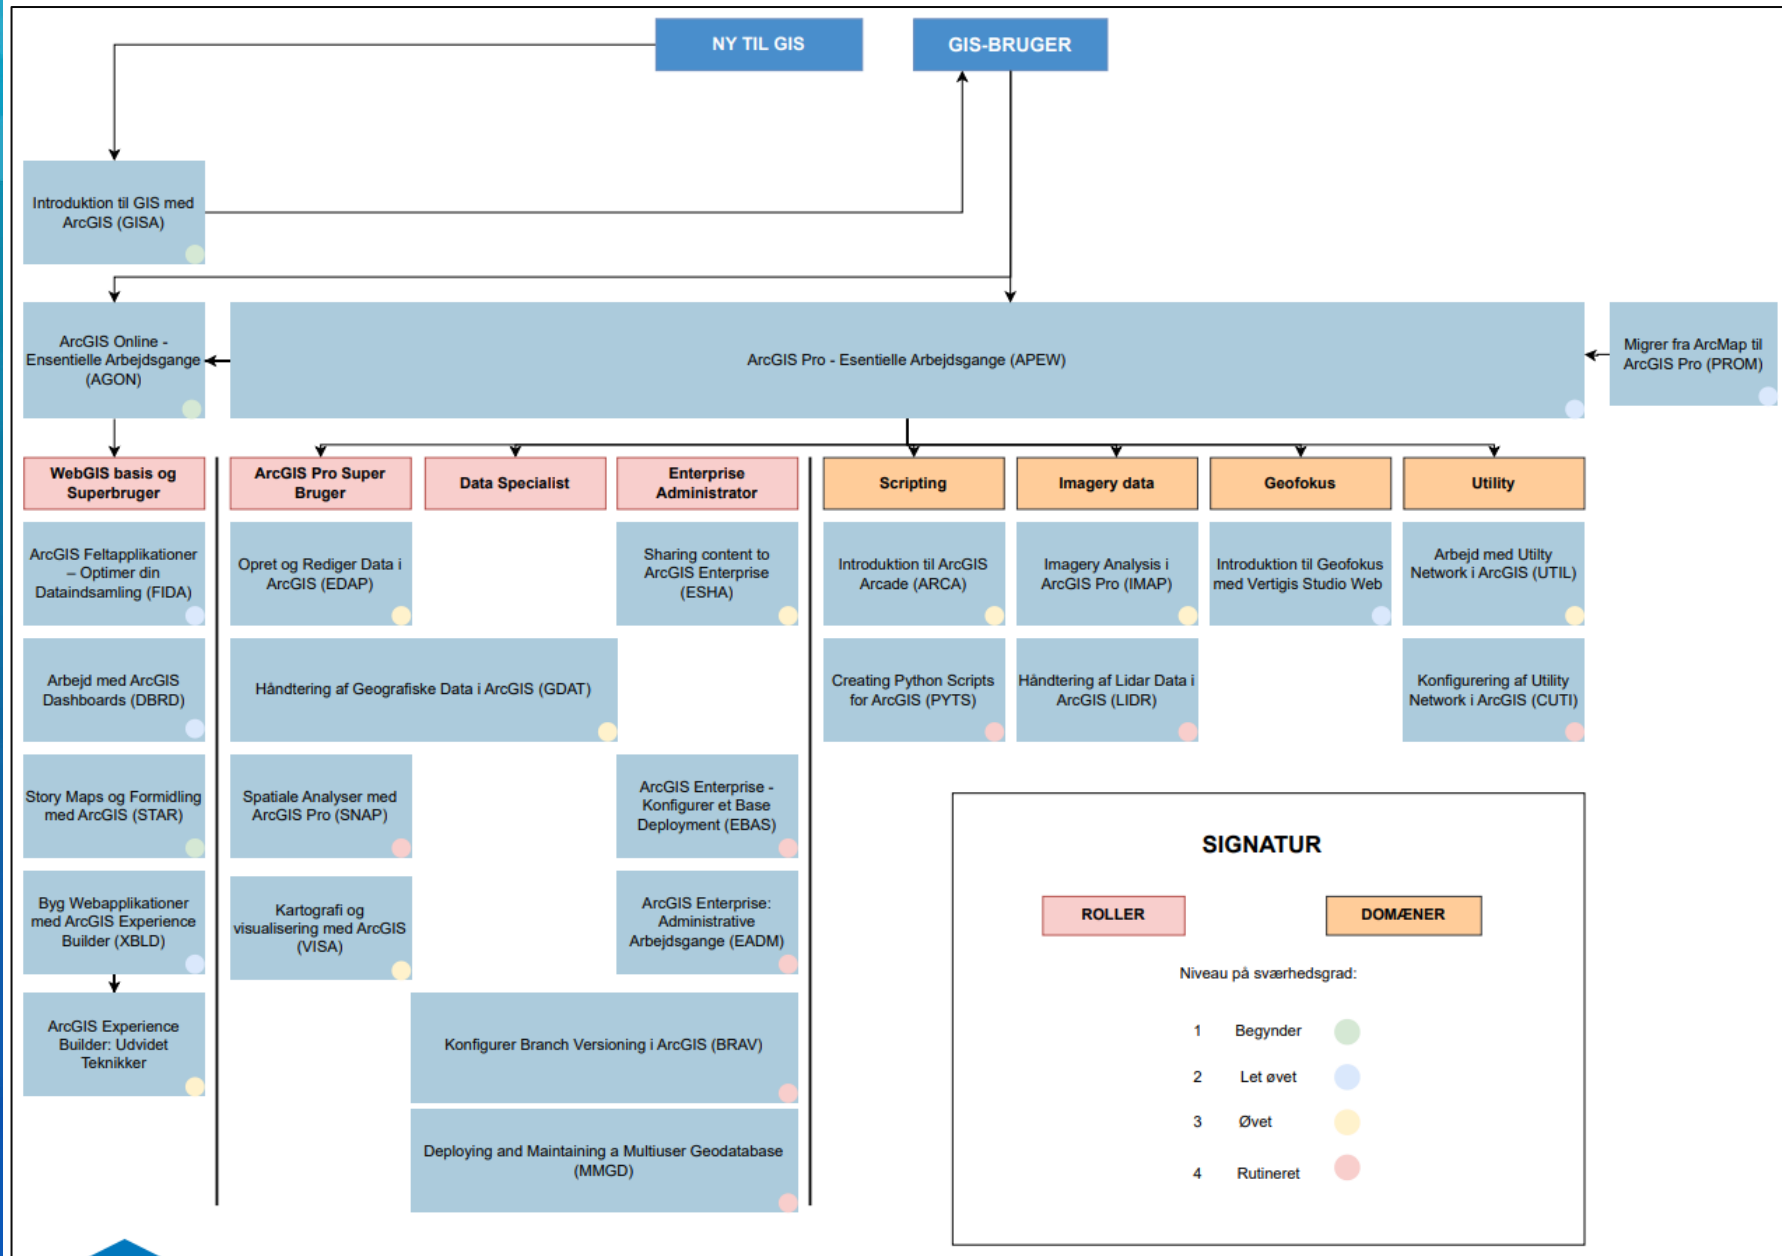 NY TIL GIS
GIS-BRUGER
Introduktion til GIS med
ArcGIS (GISA)
ArcGIS Online -
Ensentielle Arbejdsgange
(AGON)
ArcGIS Pro - Esentielle Arbejdsgange (APEW)
Migrer fra ArcMap til
ArcGIS Pro (PROM)
WebGIS basis og
Superbruger
ArcGIS Pro Super
Bruger
Data Specialist
Enterprise
Administrator
Scripting
Imagery data
Geofokus
Utility
ArcGIS Feltapplikationer
– Optimer din
Dataindsamling (FIDA)
Opret og Rediger Data i
ArcGIS (EDAP)
Sharing content to
ArcGIS Enterprise
(ESHA)
Introduktion til ArcGIS
Arcade (ARCA)
Imagery Analysis i
ArcGIS Pro (IMAP)
Introduktion til Geofokus
med Vertigis Studio Web
Arbejd med Utilty
Network i ArcGIS (UTIL)
Arbejd med ArcGIS
Dashboards (DBRD)
Håndtering af Geografiske Data i ArcGIS (GDAT)
Creating Python Scripts
for ArcGIS (PYTS)
Håndtering af Lidar Data i
ArcGIS (LIDR)
Konfigurering af Utility
Network i ArcGIS (CUTI)
Story Maps og Formidling
med ArcGIS (STAR)
Spatiale Analyser med
ArcGIS Pro (SNAP)
ArcGIS Enterprise -
Konfigurer et Base
Deployment (EBAS)
Byg Webapplikationer
med ArcGIS Experience
Builder (XBLD)
Kartografi og
visualisering med ArcGIS
(VISA)
ArcGIS Enterprise:
Administrative
Arbejdsgange (EADM)
ArcGIS Experience
Builder: Udvidet
Teknikker
Konfigurer Branch Versioning i ArcGIS (BRAV)
Deploying and Maintaining a Multiuser Geodatabase
(MMGD)
SIGNATUR
ROLLER
DOMÆNER
Niveau på sværhedsgrad:
1 Begynder
2 Let øvet
3 Øvet
4 Rutineret